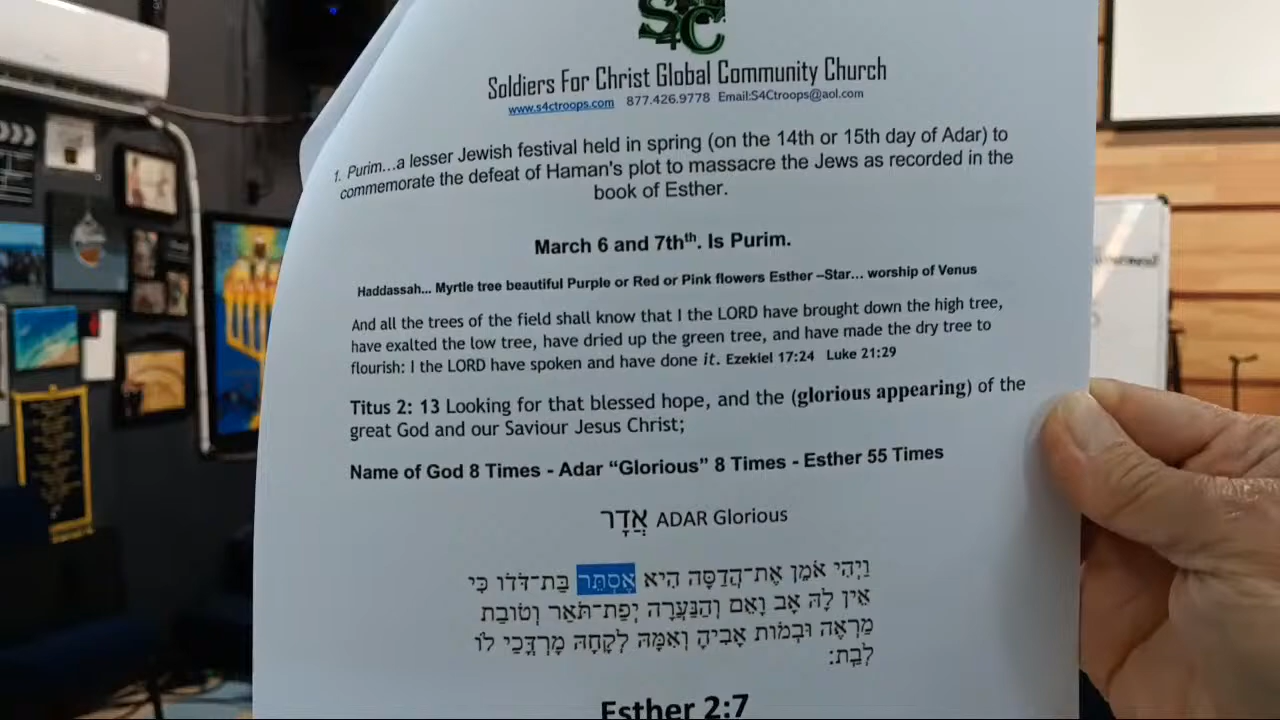 S4C
Soldiers For Christ Global Community Church
www.s4ctroops.com 877.426.9778 Email:S4Ctroops@aol.com
1. Purim...a lesser Jewish festival held in spring (on the 14th or 15th day of Adar) to
commemorate the defeat of Haman's plot to massacre the Jews as recorded in the
book of Esther.
March 6 and 7thth. Is Purim.
Haddassah... Myrtle tree beautiful Purple or Red or Pink flowers Esther –Star... worship of Venus
And all the trees of the field shall know that I the LORD have brought down the high tree,
have exalted the low tree, have dried up the green tree, and have made the dry tree to
flourish: I the LORD have spoken and have done it. Ezekiel 17:24 Luke 21:29
Titus 2: 13 Looking for that blessed hope, and the (glorious appearing) of the
great God and our Saviour Jesus Christ;
Name of God 8 Times - Adar “Glorious” 8 Times - Esther 55 Times
אֲדָר ADAR Glorious
וַיְהִי אֹמֵן אֶת־הֲדַסָּה הִיא אֶסְתֵּר בַּת־דֹּדוֹ כִּי
אֵין לָהּ אָב וָאֵם וְהַנַּעֲרָה יְפַת־תֹּאַר וְטוֹבַת
מַרְאֶה וּבְמוֹת אָבִיהָ וְאִמָּהּ לְקָחָהּ מָרְדֳּכַי לוֹ
לְבַת׃
Esther 2:7